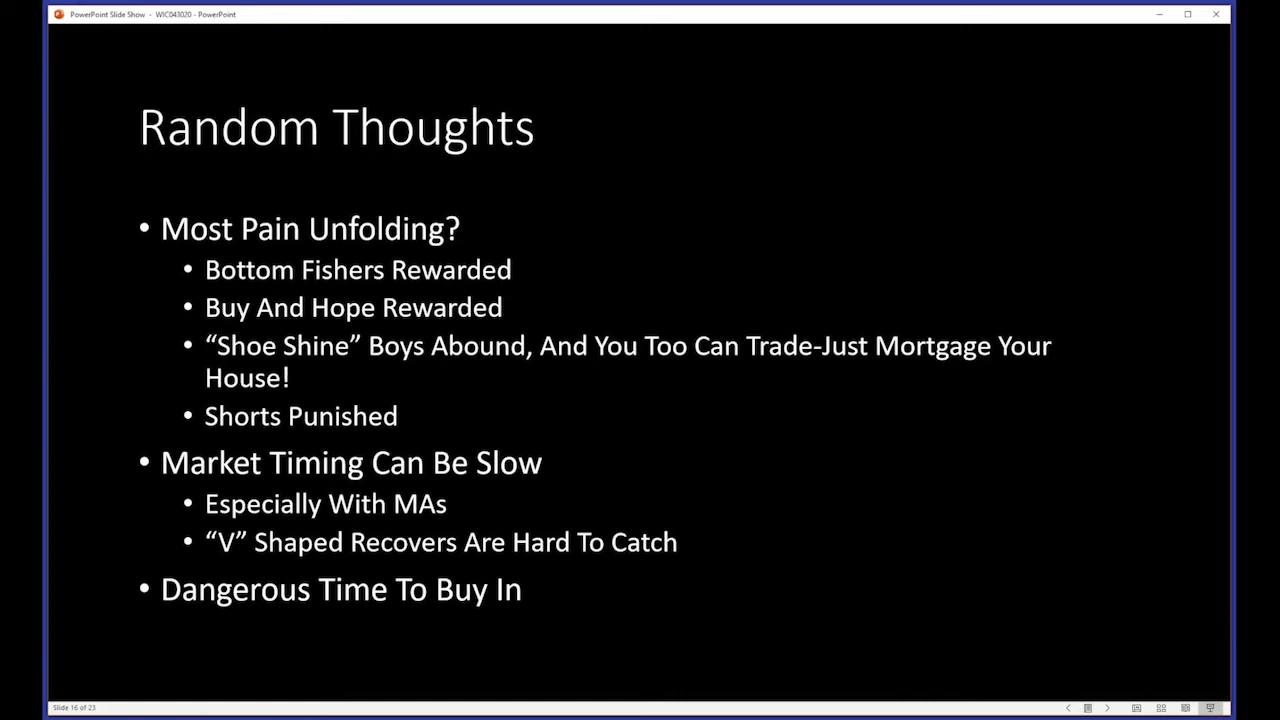 PowerPoint Slide Show - WIC043020 - PowerPoint
Random Thoughts
• Most Pain Unfolding?
• Bottom Fishers Rewarded
• Buy And Hope Rewarded
• “Shoe Shine” Boys Abound, And You Too Can Trade-Just Mortgage Your
House!
• Shorts Punished
• Market Timing Can Be Slow
• Especially With MAs
• “V” Shaped Recovers Are Hard To Catch
• Dangerous Time To Buy In
Slide 16 of 23